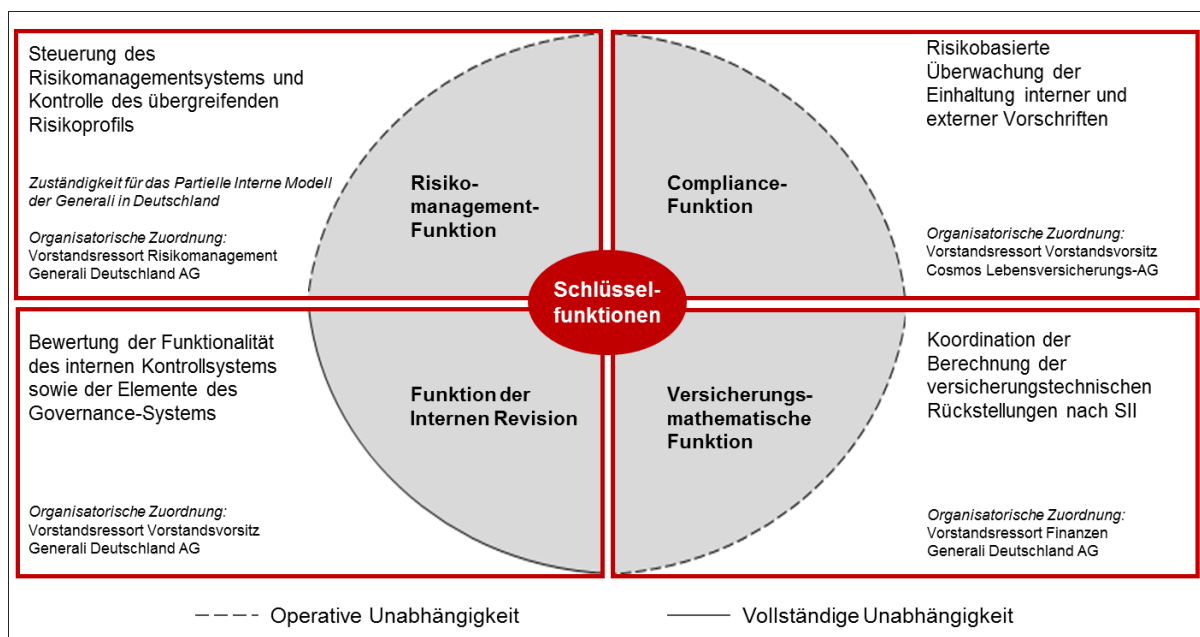 Steuerung des
Risikomanagementsystems und
Kontrolle des übergreifenden
Risikoprofils
Zuständigkeit für das Partielle Interne Modell
der Generali in Deutschland
Organisatorische Zuordnung:
Vorstandsressort Risikomanagement
Generali Deutschland AG
Risiko-
management-
Funktion
Compliance-
Funktion
Risikobasierte
Überwachung der
Einhaltung interner und
externer Vorschriften
Organisatorische Zuordnung:
Vorstandsressort Vorstandsvorsitz
Cosmos Lebensversicherungs-AG
Schlüssel-
funktionen
Bewertung der Funktionalität
des internen Kontrollsystems
sowie der Elemente des
Governance-Systems
Organisatorische Zuordnung:
Vorstandsressort Vorstandsvorsitz
Generali Deutschland AG
Funktion der
Internen Revision
Versicherungs-
mathematische
Funktion
Koordination der
Berechnung der
versicherungstechnischen
Rückstellungen nach SII
Organisatorische Zuordnung:
Vorstandsressort Finanzen
Generali Deutschland AG
Operative Unabhängigkeit
Vollständige Unabhängigkeit